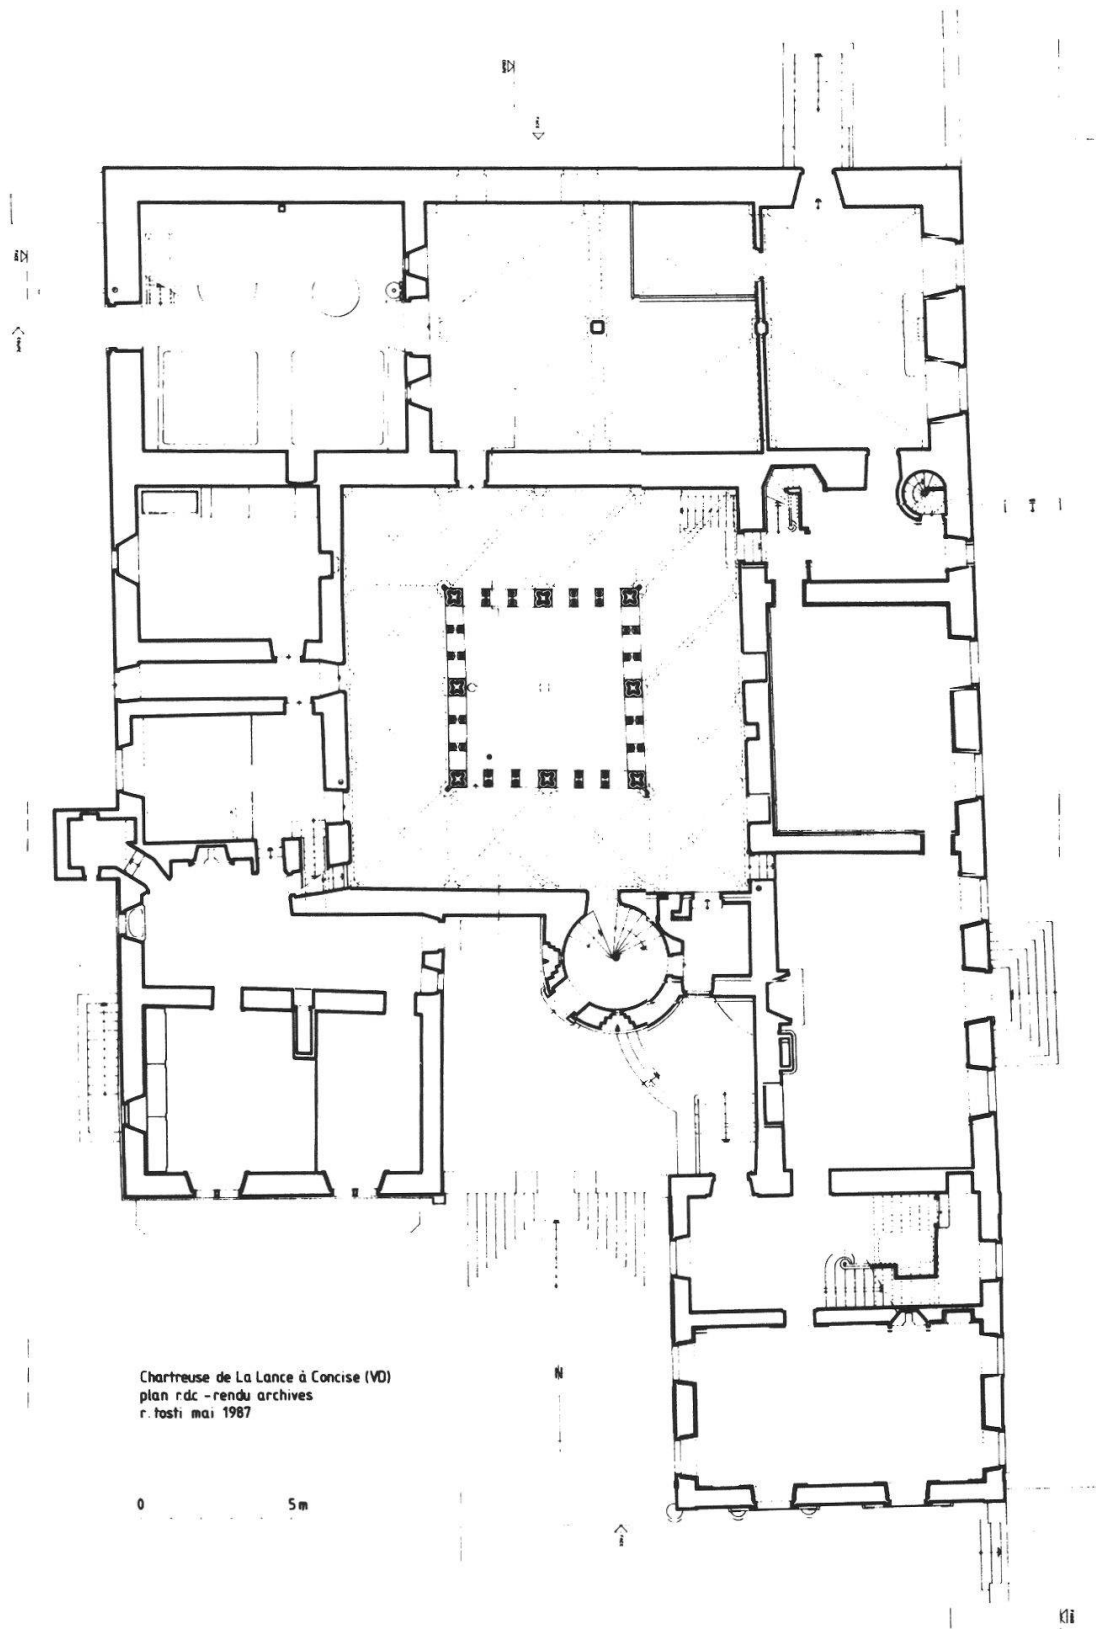 Chartreuse de La Lance à Concise (VD)
plan r.d.c - rendu archives
r. tosti mai 1987
0 5m
N